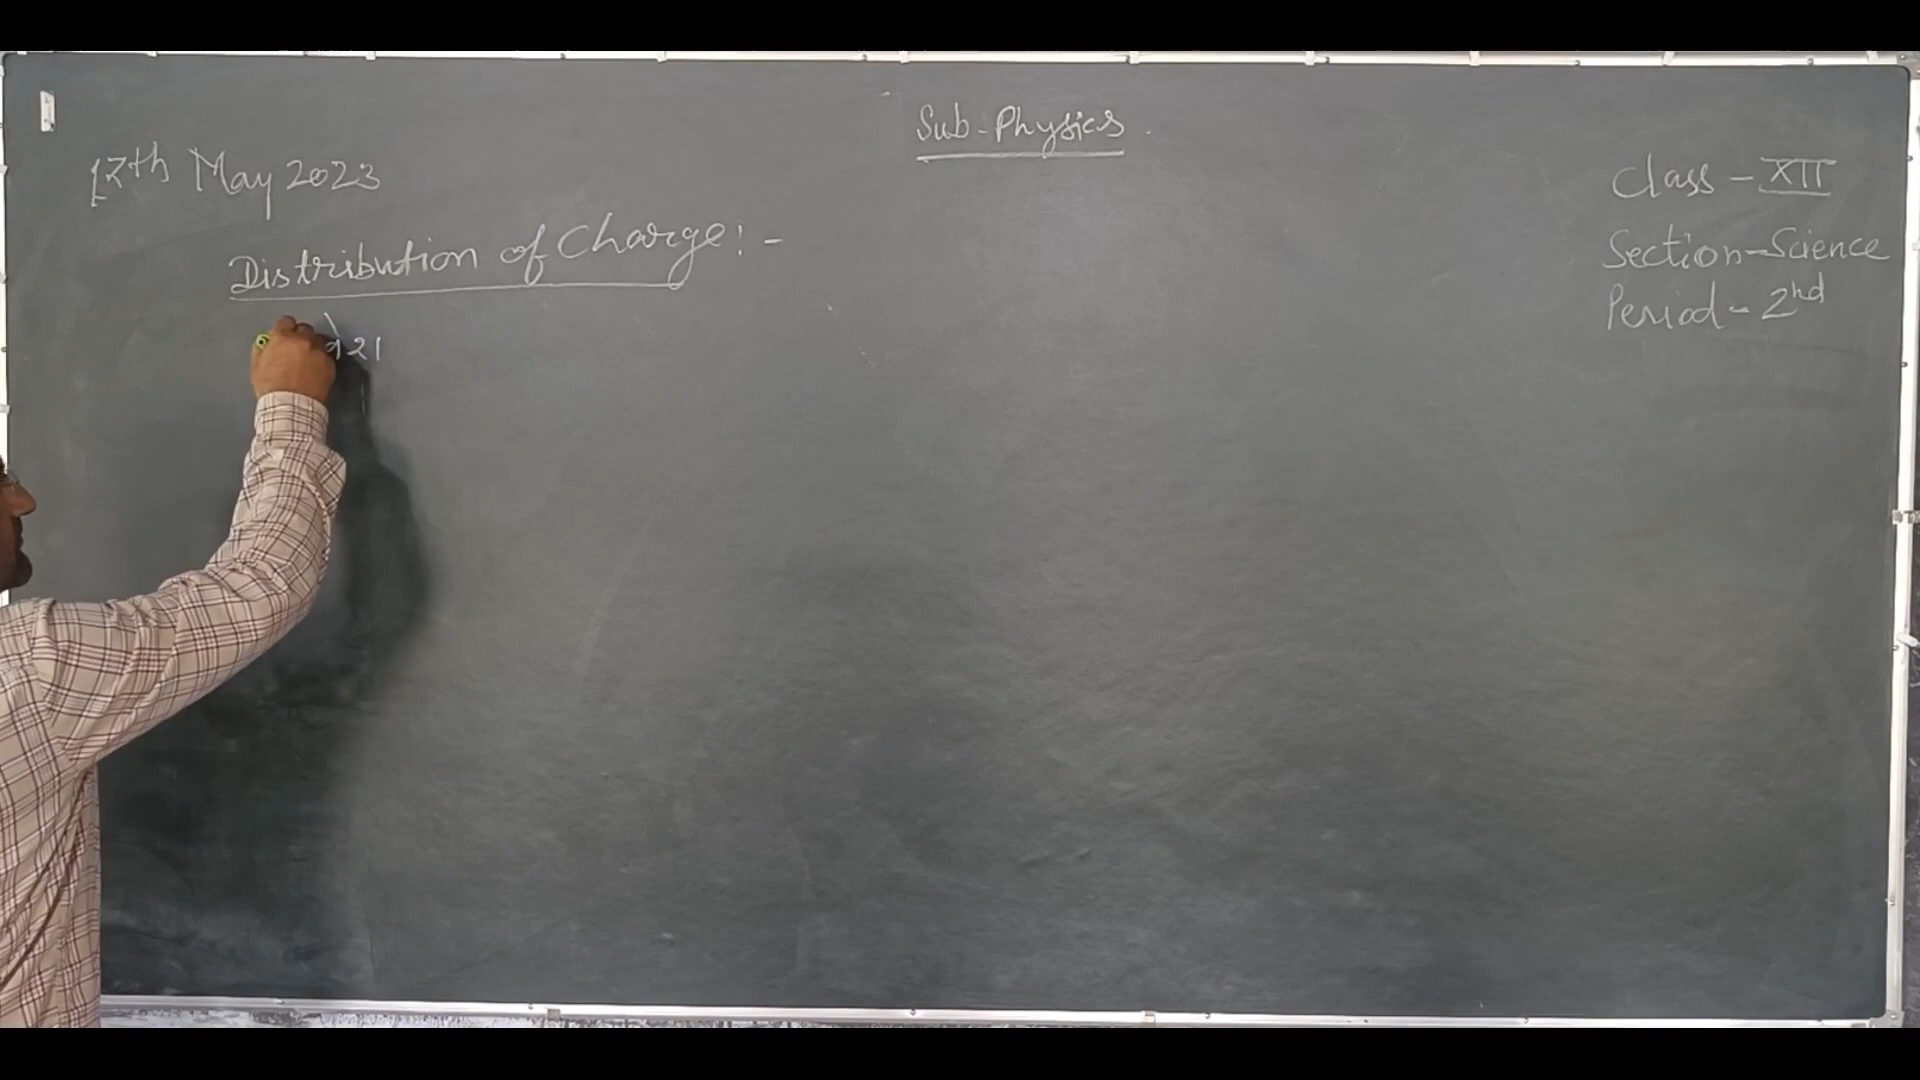 Sub-Physics
17th May 2023
Class - XII
Section-Science
Period - 2nd
Distribution of Charge:-